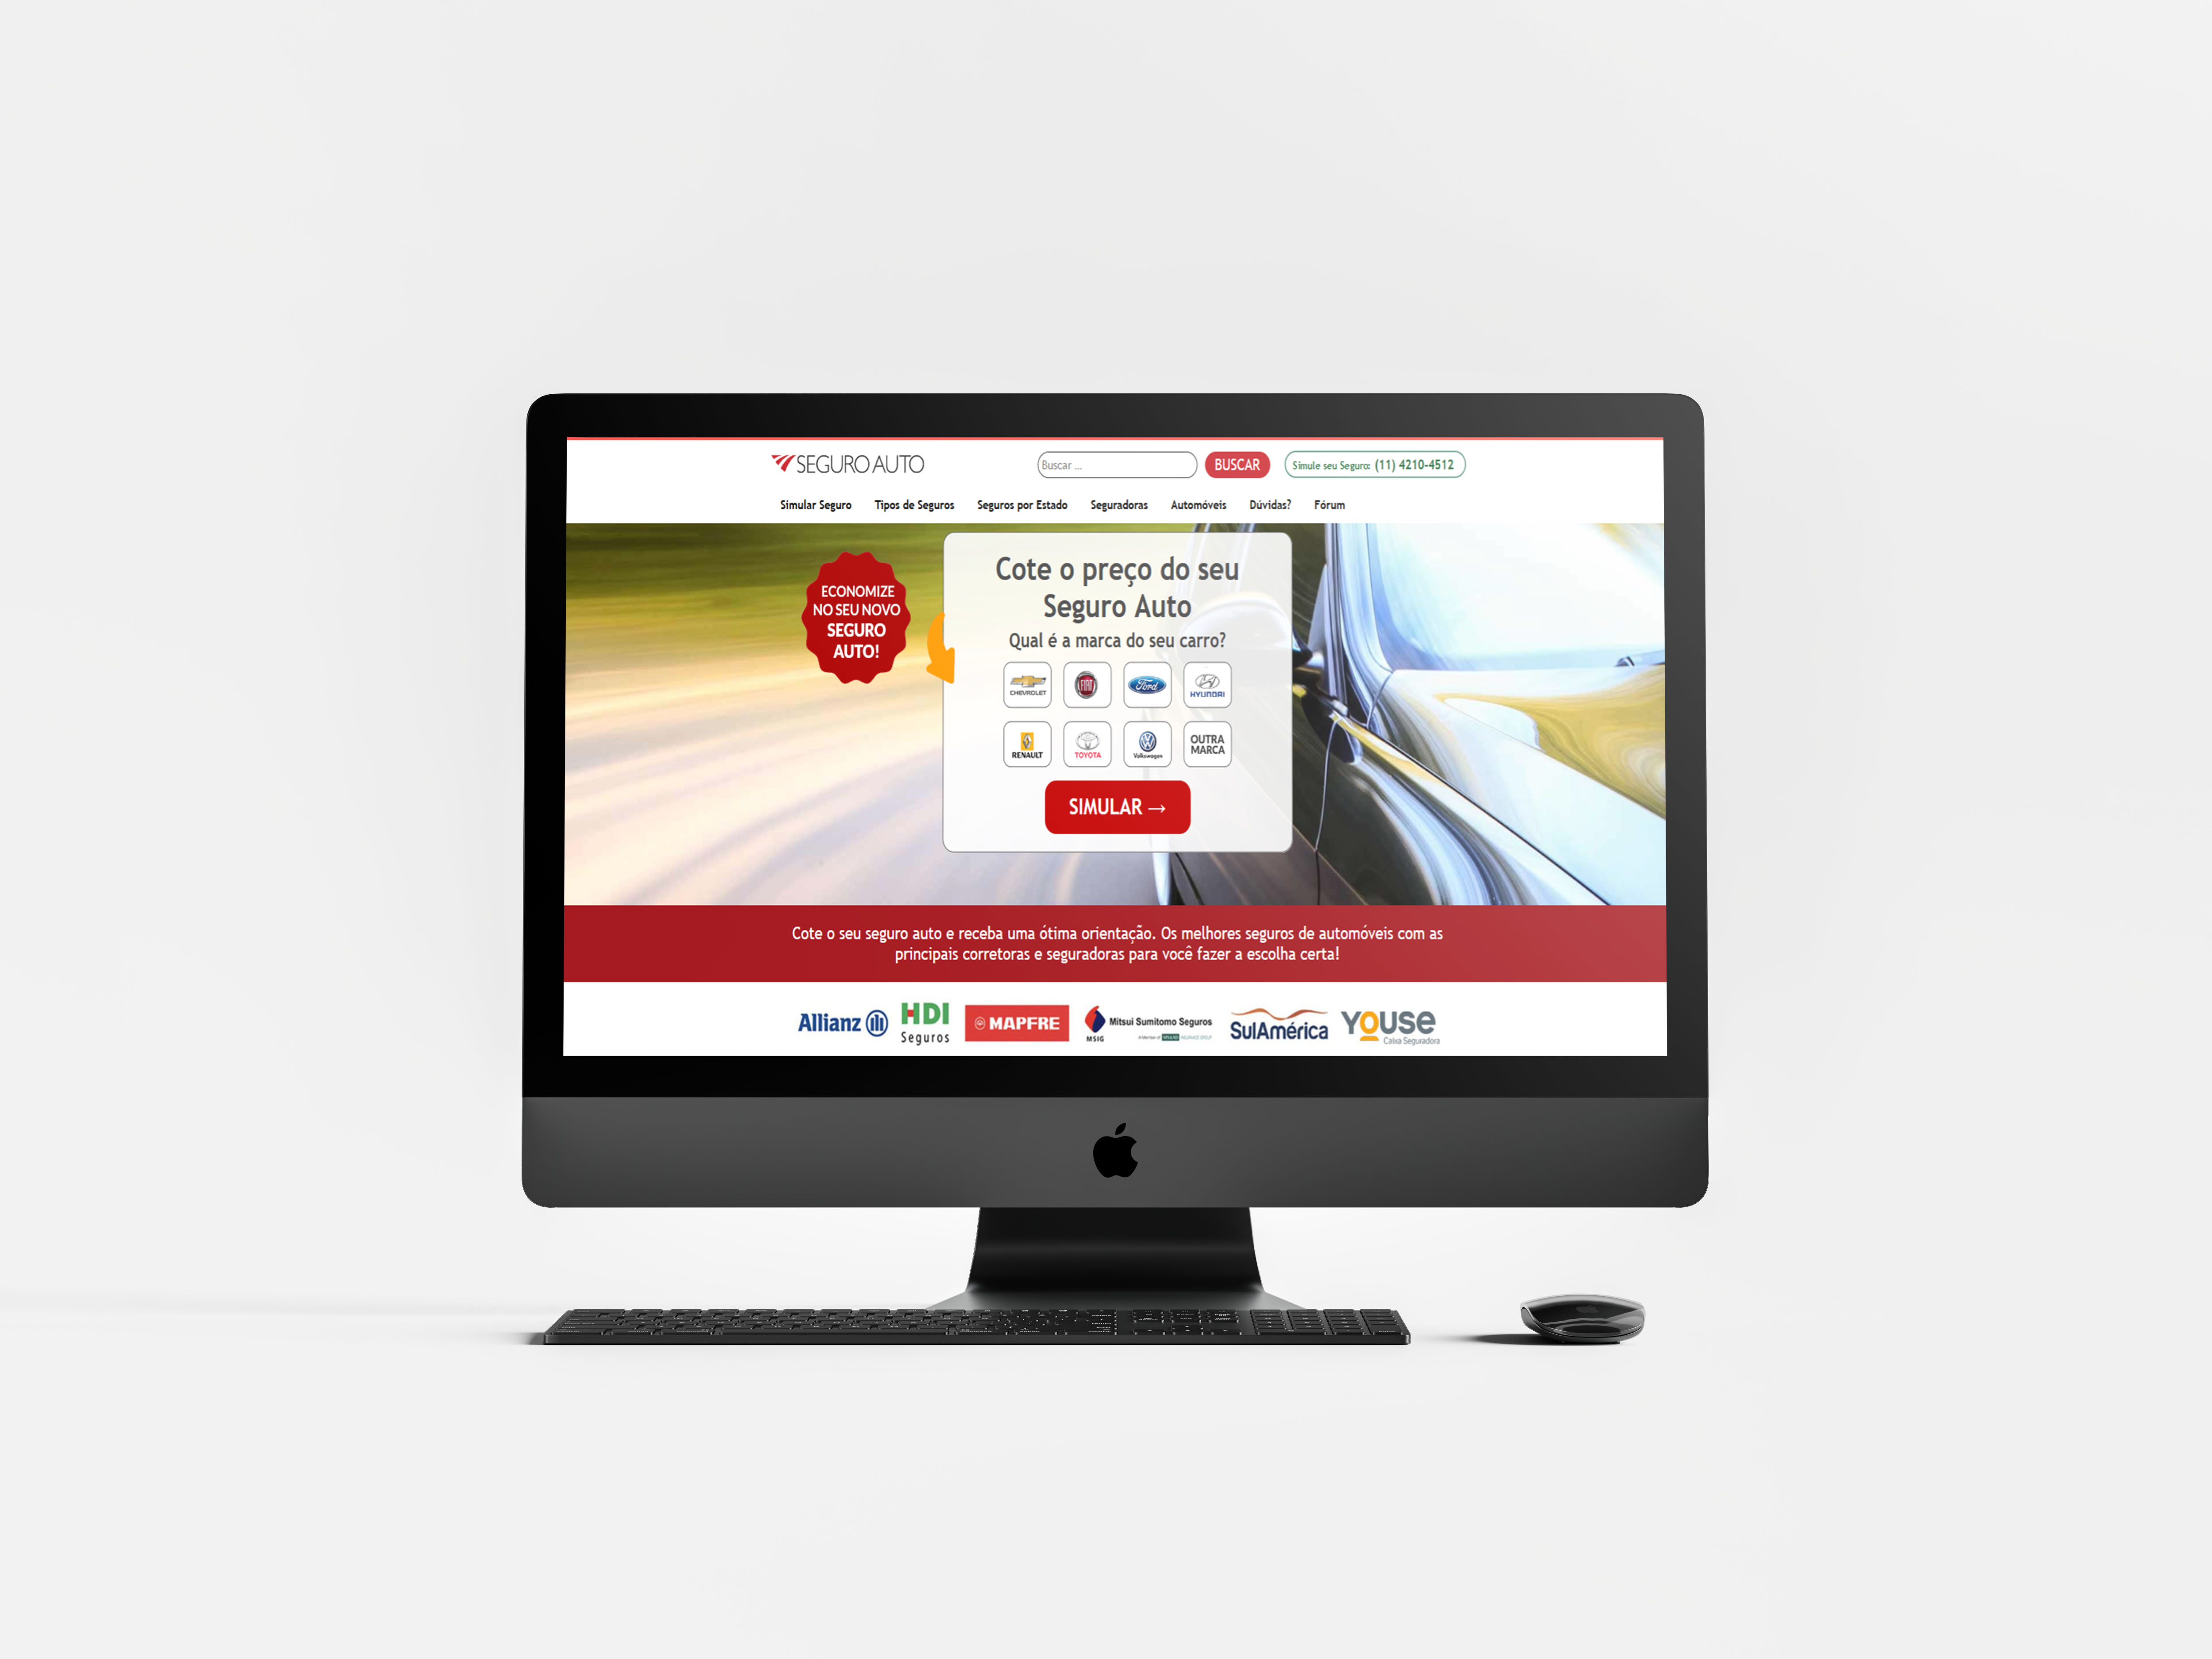 SEGURO AUTO
Buscar ...
BUSCAR
Simule seu Seguro: (11) 4210-4512
Simular Seguro Tipos de Seguros Seguros por Estado Seguradoras Automóveis Dúvidas? Fórum
ECONOMIZE
NO SEU NOVO
SEGURO
AUTO!
Cote o preço do seu
Seguro Auto
Qual é a marca do seu carro?
CHEVROLET
FIAT
Ford
HYUNDAI
RENAULT
TOYOTA
Volkswagen
OUTRA
MARCA
SIMULAR →
Cote o seu seguro auto e receba uma ótima orientação. Os melhores seguros de automóveis com as
principais corretoras e seguradoras para você fazer a escolha certa!
Allianz
HDI
Seguros
MAPFRE
MSIG
Mitsui Sumitomo Seguros
A Member of
INSURANCE GROUP
SulAmérica
YOUSE
Caixa Seguradora